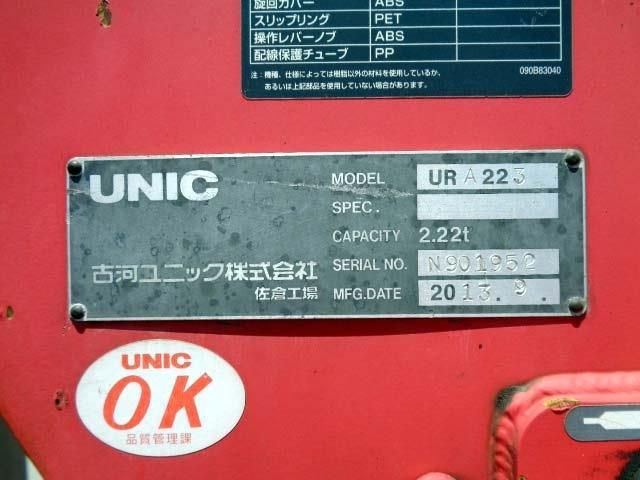 旋回カバー ABS
スリップリング PET
操作レバーノブ ABS
配線保護チューブ PP
注：機種、仕様によっては樹脂以外の材料を使用しているか、
あるいは上記部品を使用していない場合があります。
090B83040
UNIC
MODEL URA223
SPEC.
CAPACITY 2.22t
古河ユニック株式会社
SERIAL NO. N901952
佐倉工場
MFG.DATE 2013.9.
UNIC
OK
品質管理課